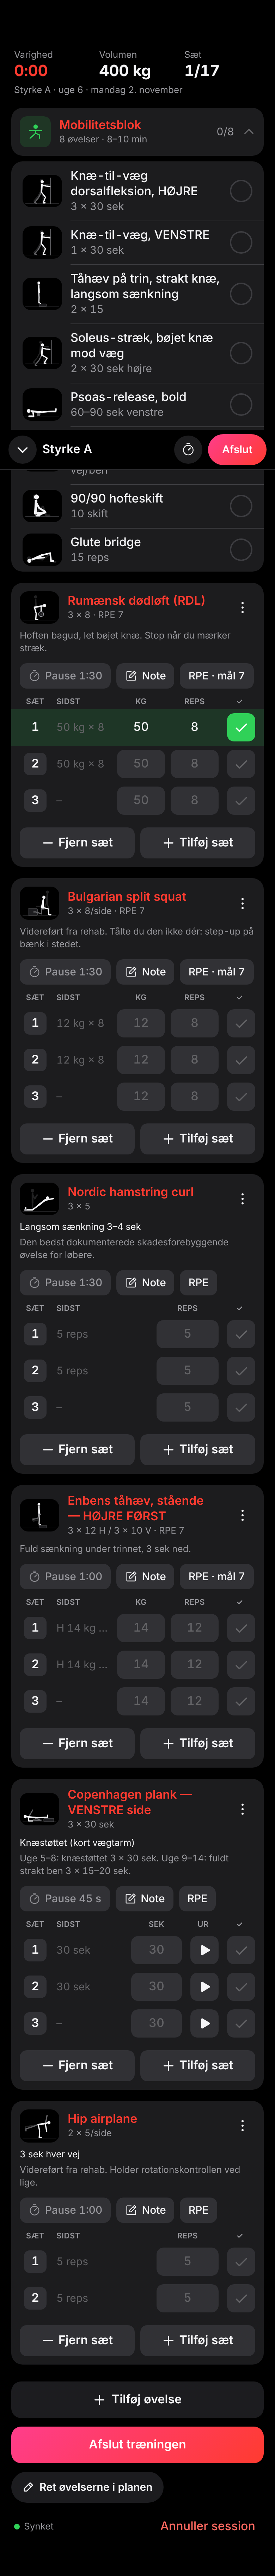 Varighed Volumen Sæt
0:00 400 kg 1/17
Styrke A · uge 6 · mandag 2. november
Mobilitetsblok
8 øvelser · 8–10 min
0/8
Knæ-til-væg
dorsalfleksion, HØJRE
3 × 30 sek
Knæ-til-væg, VENSTRE
1 × 30 sek
Tåhæv på trin, strakt knæ,
langsom sænkning
2 × 15
Soleus-stræk, bøjet knæ
mod væg
2 × 30 sek højre
Psoas-release, bold
60–90 sek venstre
Styrke A
Afslut
90/90 hofteskift
10 skift
Glute bridge
15 reps
Rumænsk dødløft (RDL)
3 × 8 · RPE 7
Hoften bagud, let bøjet knæ. Stop når du mærker
stræk.
Pause 1:30 Note RPE · mål 7
SÆT SIDST KG REPS ✓
1 50 kg × 8 50 8 ✓
2 50 kg × 8 50 8 ✓
3 – 50 8 ✓
— Fjern sæt + Tilføj sæt
Bulgarian split squat
3 × 8/side · RPE 7
Videreført fra rehab. Tålte du den ikke dér: step-up på
bænk i stedet.
Pause 1:30 Note RPE · mål 7
SÆT SIDST KG REPS ✓
1 12 kg × 8 12 8 ✓
2 12 kg × 8 12 8 ✓
3 – 12 8 ✓
— Fjern sæt + Tilføj sæt
Nordic hamstring curl
3 × 5
Langsom sænkning 3–4 sek
Den bedst dokumenterede skadesforebyggende
øvelse for løbere.
Pause 1:30 Note RPE
SÆT SIDST REPS ✓
1 5 reps 5 ✓
2 5 reps 5 ✓
3 – 5 ✓
— Fjern sæt + Tilføj sæt
Enbens tåhæv, stående
— HØJRE FØRST
3 × 12 H / 3 × 10 V · RPE 7
Fuld sænkning under trinnet, 3 sek ned.
Pause 1:00 Note RPE · mål 7
SÆT SIDST KG REPS ✓
1 H 14 kg ... 14 12 ✓
2 H 14 kg ... 14 12 ✓
3 – 14 12 ✓
— Fjern sæt + Tilføj sæt
Copenhagen plank —
VENSTRE side
3 × 30 sek
Knæstøttet (kort vægtarm)
Uge 5–8: knæstøttet 3 × 30 sek. Uge 9–14: fuldt
strakt ben 3 × 15–20 sek.
Pause 45 s Note RPE
SÆT SIDST SEK UR ✓
1 30 sek 30 ✓
2 30 sek 30 ✓
3 – 30 ✓
— Fjern sæt + Tilføj sæt
Hip airplane
2 × 5/side
3 sek hver vej
Videreført fra rehab. Holder rotationskontrollen ved
lige.
Pause 1:00 Note RPE
SÆT SIDST REPS ✓
1 5 reps 5 ✓
2 5 reps 5 ✓
— Fjern sæt + Tilføj sæt
+ Tilføj øvelse
Afslut træningen
Ret øvelserne i planen
Synket Annuller session